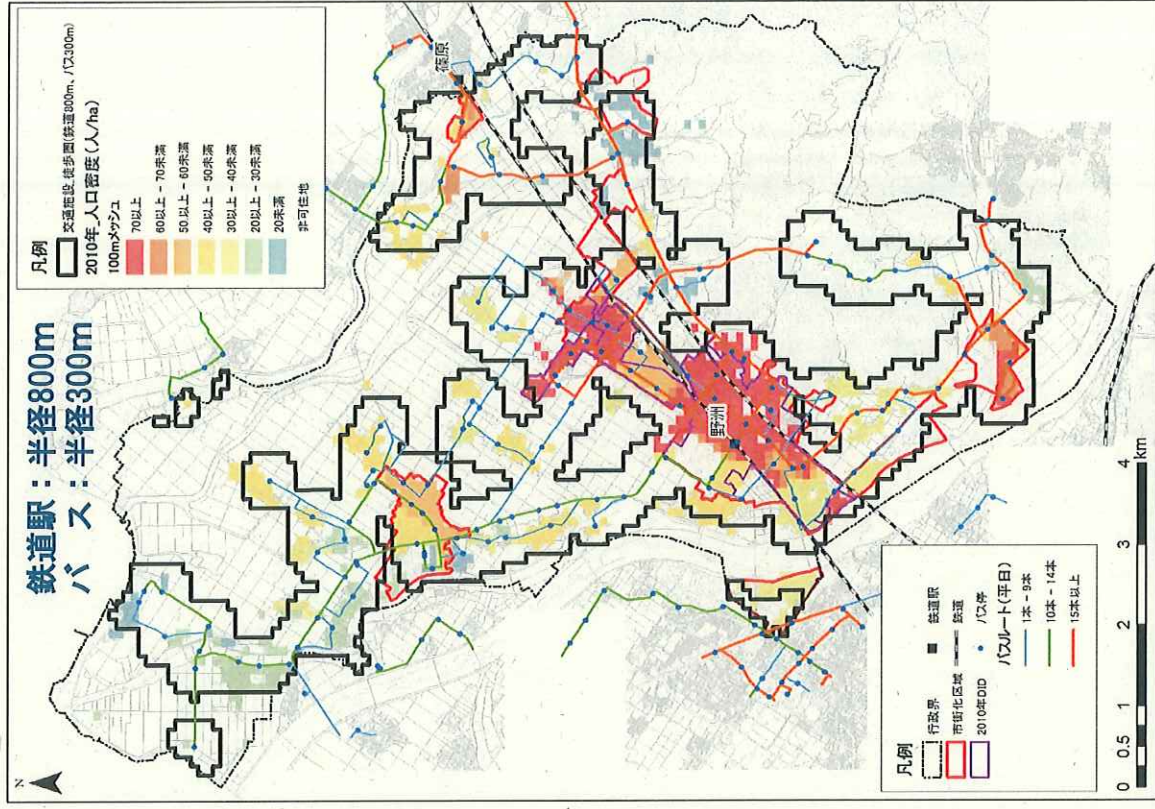 鉄道駅：半径800m
バ ス：半径300m
凡例
交通施設_徒歩圏(鉄道800m、バス300m)
2010年_人口密度(人/ha)
100mメッシュ
70以上
60以上 - 70未満
50以上 - 60未満
40以上 - 50未満
30以上 - 40未満
20以上 - 30未満
20未満
非可住地
篠原
野洲
凡例
行政界
市街化区域
2010年DID
鉄道駅
鉄道
バス停
バスルート(平日)
1本 - 9本
10本 - 14本
15本以上
N
0 0.5 1 2 3 4 km